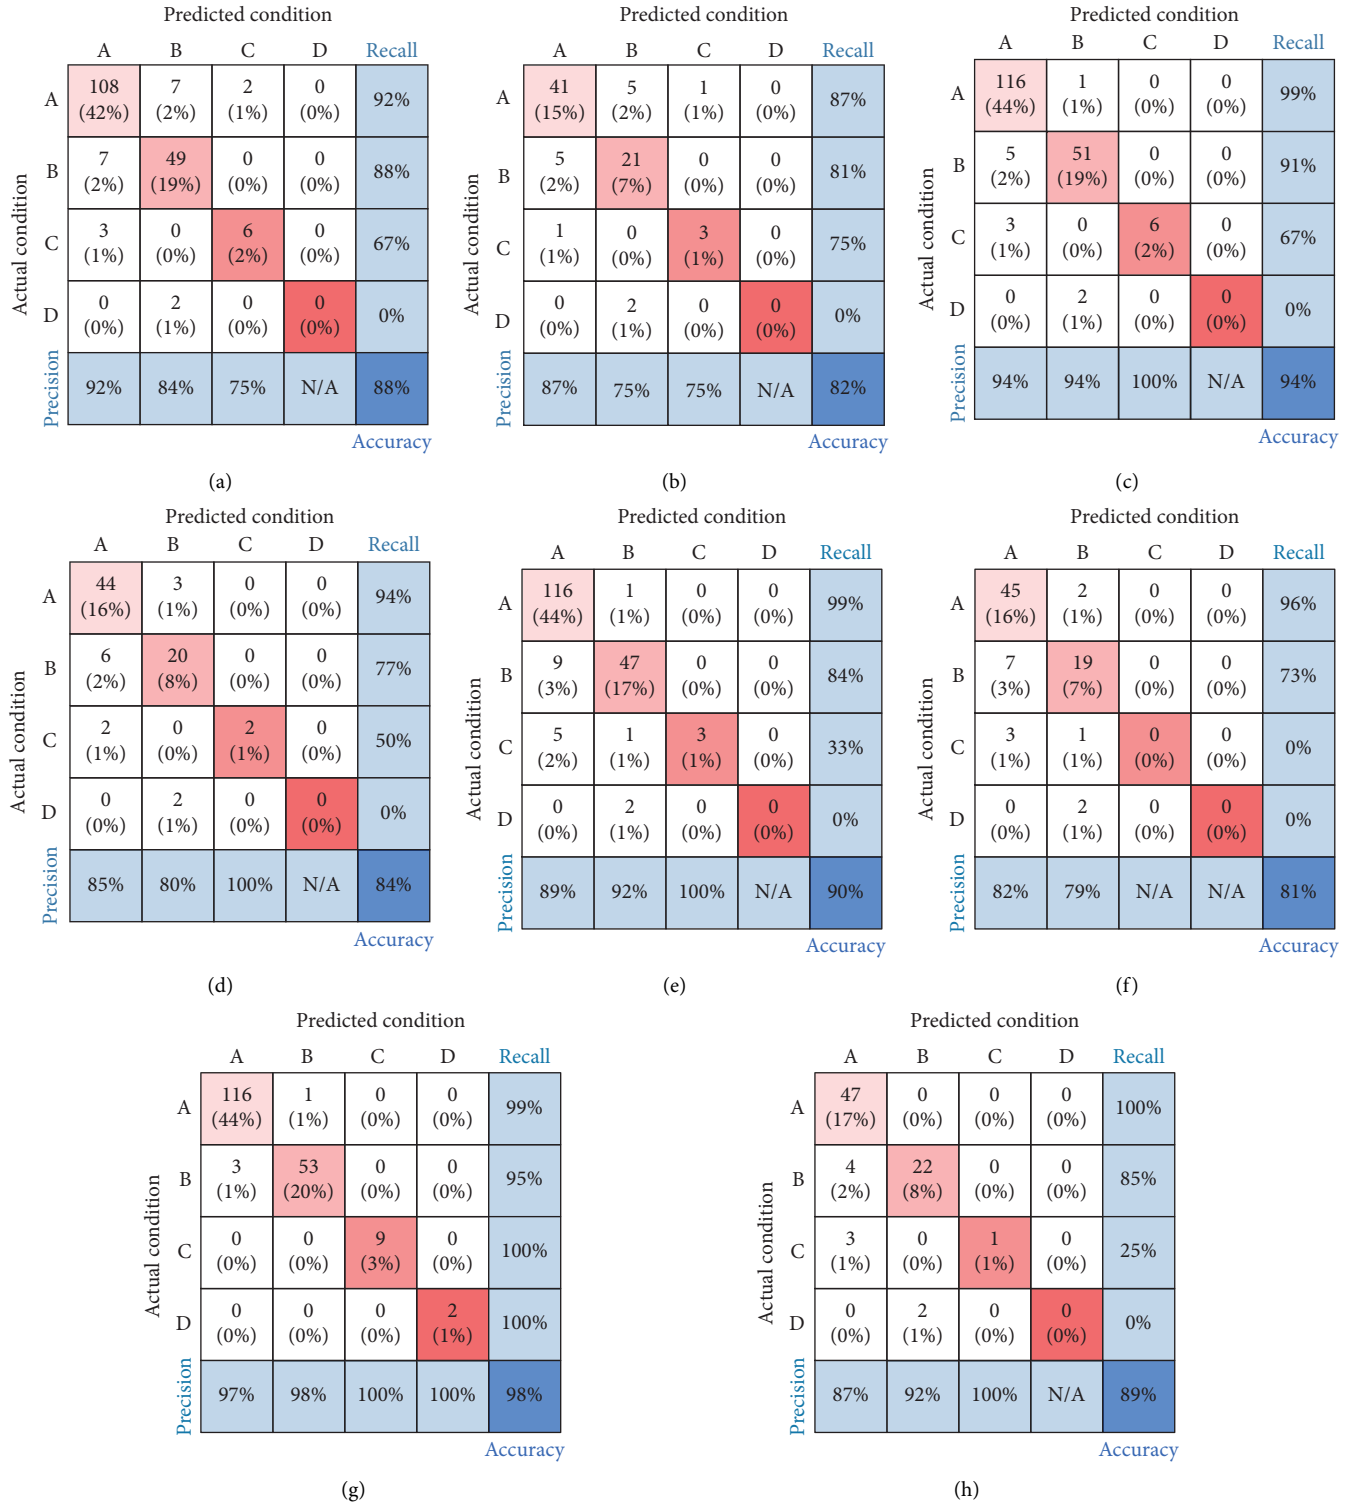 Predicted condition
A B C D Recall
A 108 7 2 0 92%
(42%) (2%) (1%) (0%)
B 7 49 0 0 88%
(2%) (19%) (0%) (0%)
C 3 0 6 0 67%
(1%) (0%) (2%) (0%)
D 0 2 0 0 0%
(0%) (1%) (0%) (0%)
Actual condition
Precision 92% 84% 75% N/A 88%
Accuracy
(a)
Predicted condition
A B C D Recall
A 41 5 1 0 87%
(15%) (2%) (1%) (0%)
B 5 21 0 0 81%
(2%) (7%) (0%) (0%)
C 1 0 3 0 75%
(1%) (0%) (1%) (0%)
D 0 2 0 0 0%
(0%) (1%) (0%) (0%)
Actual condition
Precision 87% 75% 75% N/A 82%
Accuracy
(b)
Predicted condition
A B C D Recall
A 116 1 0 0 99%
(44%) (1%) (0%) (0%)
B 5 51 0 0 91%
(2%) (19%) (0%) (0%)
C 3 0 6 0 67%
(1%) (0%) (2%) (0%)
D 0 2 0 0 0%
(0%) (1%) (0%) (0%)
Actual condition
Precision 94% 94% 100% N/A 94%
Accuracy
(c)
Predicted condition
A B C D Recall
A 44 3 0 0 94%
(16%) (1%) (0%) (0%)
B 6 20 0 0 77%
(2%) (8%) (0%) (0%)
C 2 0 2 0 50%
(1%) (0%) (1%) (0%)
D 0 2 0 0 0%
(0%) (1%) (0%) (0%)
Actual condition
Precision 85% 80% 100% N/A 84%
Accuracy
(d)
Predicted condition
A B C D Recall
A 116 1 0 0 99%
(44%) (1%) (0%) (0%)
B 9 47 0 0 84%
(3%) (17%) (0%) (0%)
C 5 1 3 0 33%
(2%) (1%) (1%) (0%)
D 0 2 0 0 0%
(0%) (1%) (0%) (0%)
Actual condition
Precision 89% 92% 100% N/A 90%
Accuracy
(e)
Predicted condition
A B C D Recall
A 45 2 0 0 96%
(16%) (1%) (0%) (0%)
B 7 19 0 0 73%
(3%) (7%) (0%) (0%)
C 3 1 0 0 0%
(1%) (1%) (0%) (0%)
D 0 2 0 0 0%
(0%) (1%) (0%) (0%)
Actual condition
Precision 82% 79% N/A N/A 81%
Accuracy
(f)
Predicted condition
A B C D Recall
A 116 1 0 0 99%
(44%) (1%) (0%) (0%)
B 3 53 0 0 95%
(1%) (20%) (0%) (0%)
C 0 0 9 0 100%
(0%) (0%) (3%) (0%)
D 0 0 0 2 100%
(0%) (0%) (0%) (1%)
Actual condition
Precision 97% 98% 100% 100% 98%
Accuracy
(g)
Predicted condition
A B C D Recall
A 47 0 0 0 100%
(17%) (0%) (0%) (0%)
B 4 22 0 0 85%
(2%) (8%) (0%) (0%)
C 3 0 1 0 25%
(1%) (0%) (1%) (0%)
D 0 2 0 0 0%
(0%) (1%) (0%) (0%)
Actual condition
Precision 87% 92% 100% N/A 89%
Accuracy
(h)